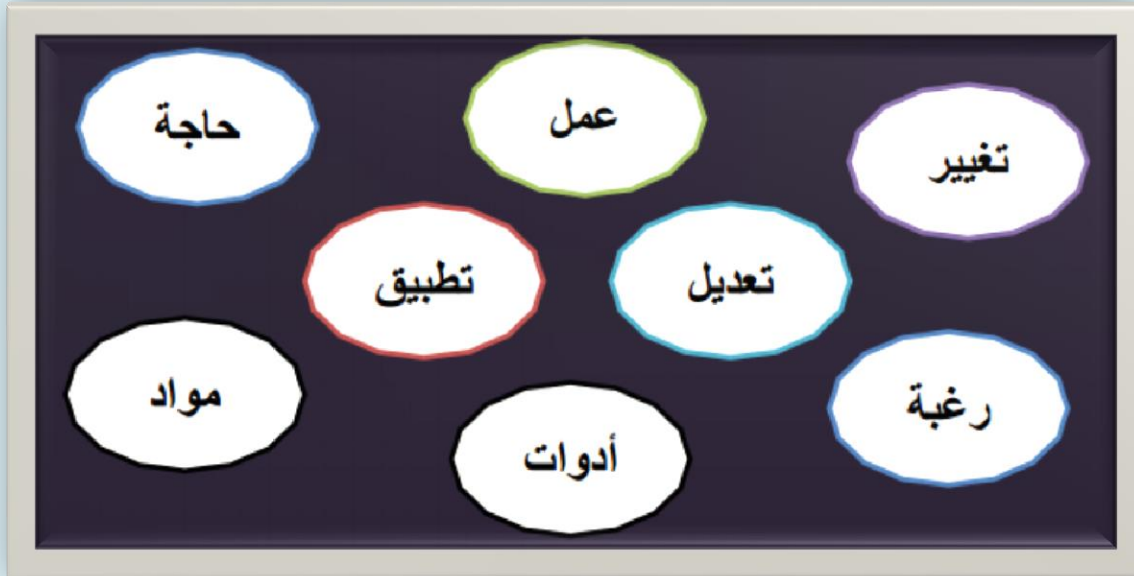 تغيير
عمل
حاجة
تعديل
تطبيق
رغبة
أدوات
مواد